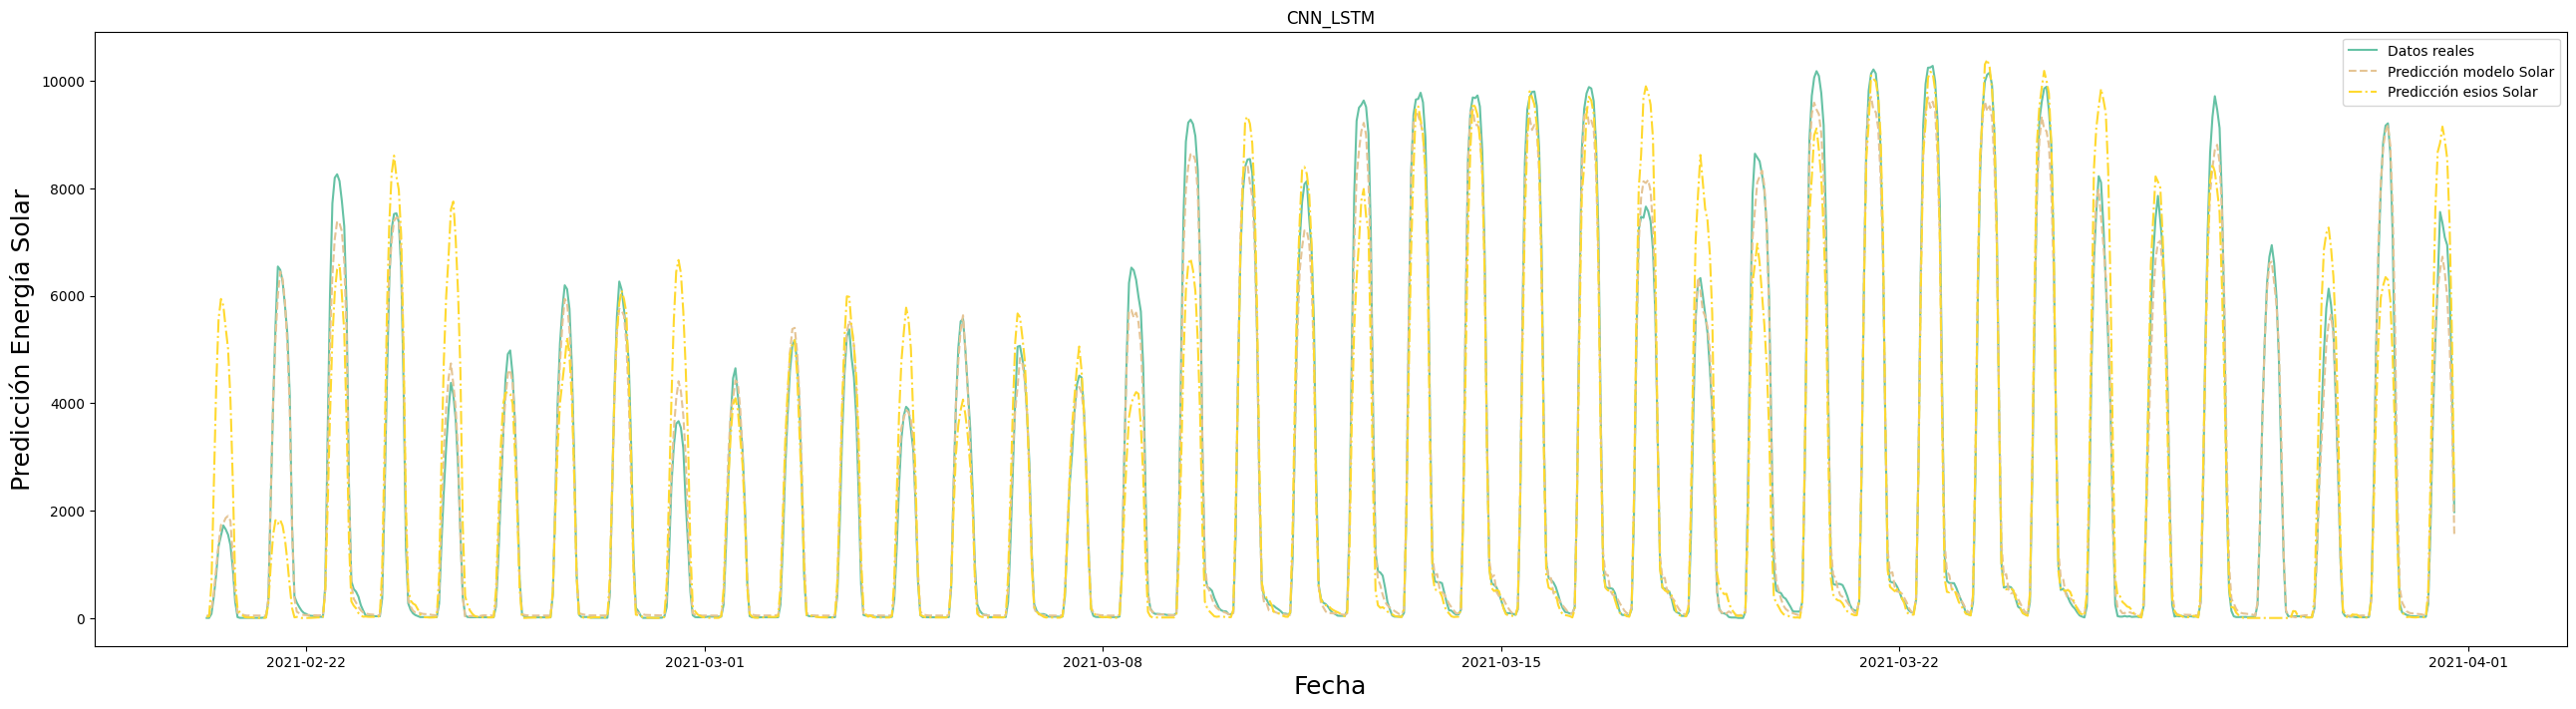 CNN_LSTM
Datos reales
Predicción modelo Solar
Predicción esios Solar
Predicción Energía Solar
10000
8000
6000
4000
2000
0
2021-02-22
2021-03-01
2021-03-08
2021-03-15
2021-03-22
2021-04-01
Fecha